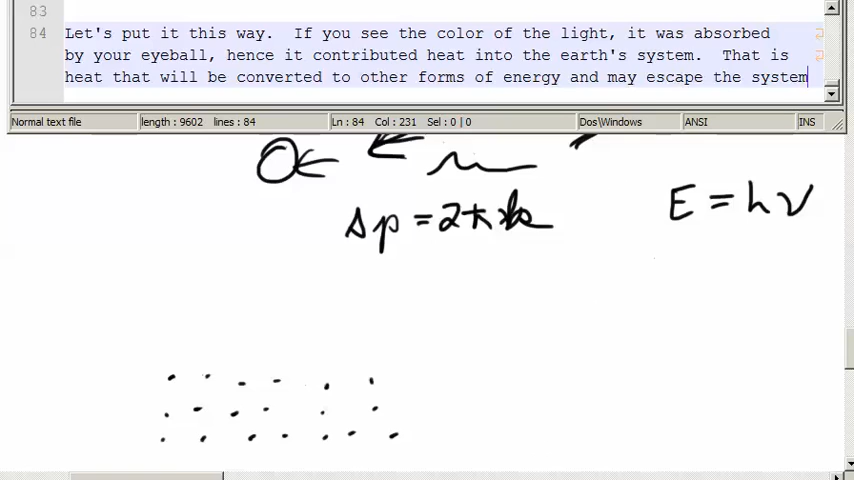 83
84 Let's put it this way.  If you see the color of the light, it was absorbed
by your eyeball, hence it contributed heat into the earth's system.  That is
heat that will be converted to other forms of energy and may escape the system
Normal text file length : 9602 lines : 84 Ln : 84 Col : 231 Sel : 0 | 0 Dos\Windows ANSI INS
Δp = 2ħk
E = hν